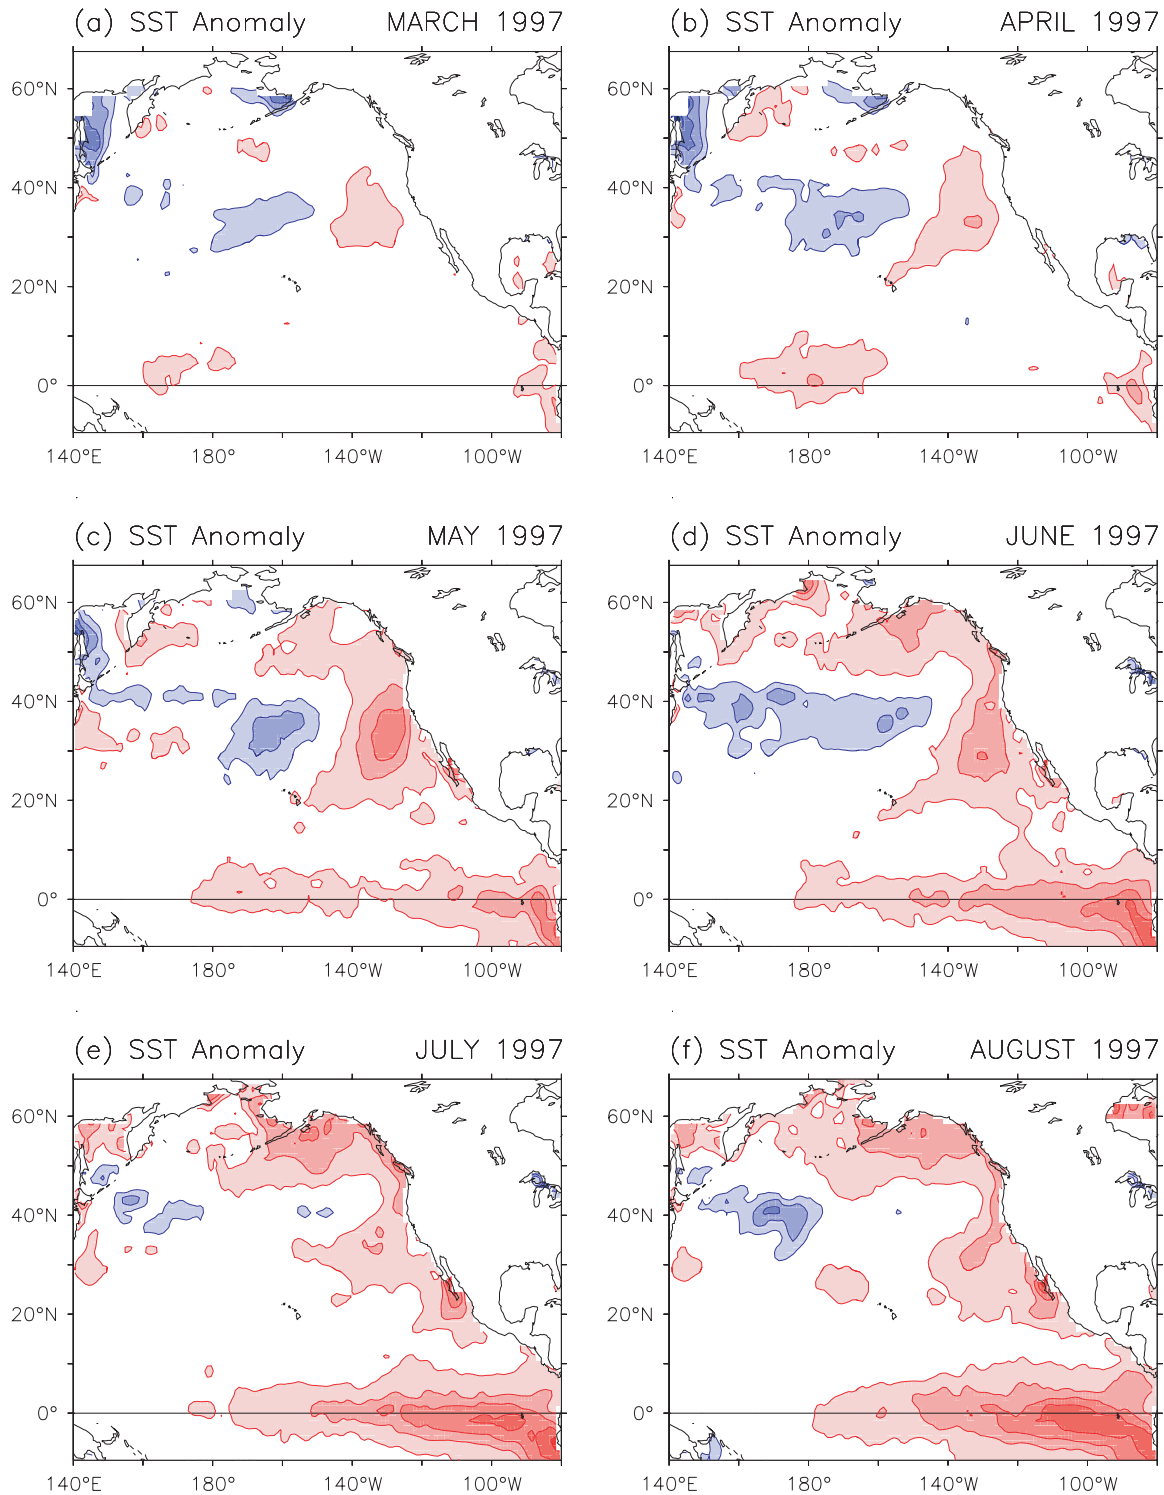 (a) SST Anomaly MARCH 1997
(b) SST Anomaly APRIL 1997
60°N
40°N
20°N
0°
140°E 180° 140°W 100°W
60°N
40°N
20°N
0°
140°E 180° 140°W 100°W
(c) SST Anomaly MAY 1997
(d) SST Anomaly JUNE 1997
60°N
40°N
20°N
0°
140°E 180° 140°W 100°W
60°N
40°N
20°N
0°
140°E 180° 140°W 100°W
(e) SST Anomaly JULY 1997
(f) SST Anomaly AUGUST 1997
60°N
40°N
20°N
0°
140°E 180° 140°W 100°W
60°N
40°N
20°N
0°
140°E 180° 140°W 100°W